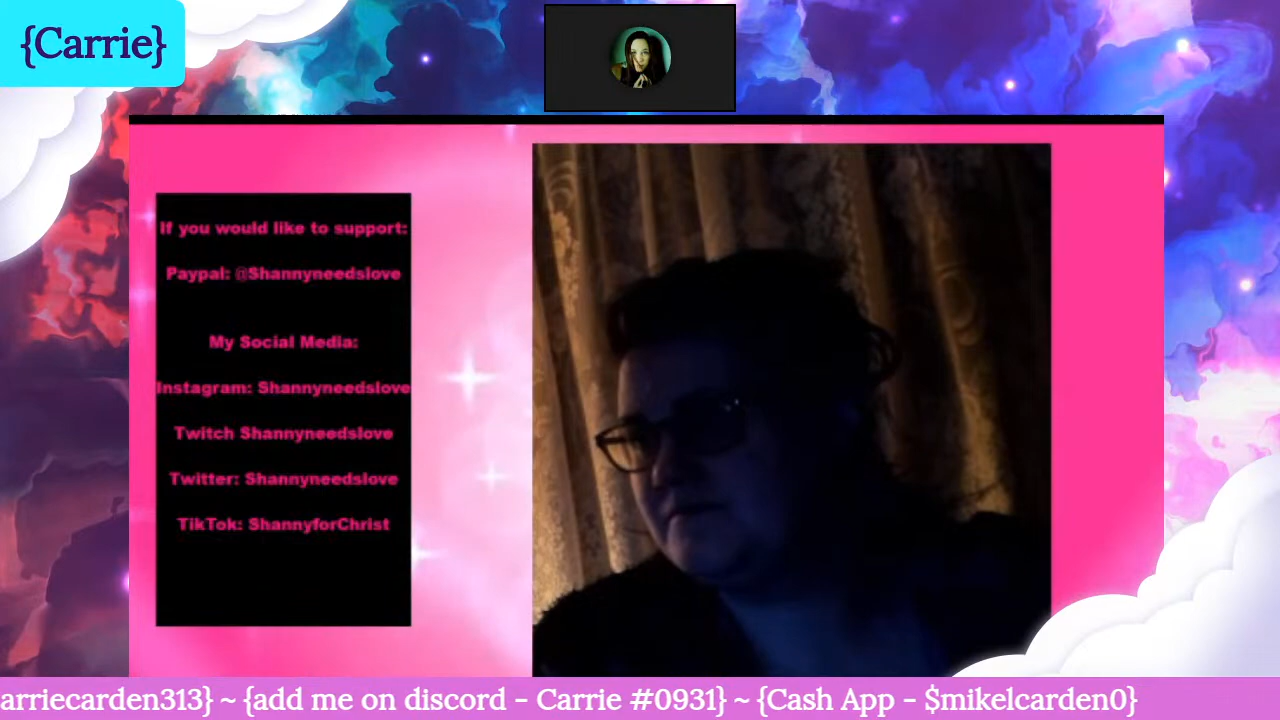 {Carrie}
If you would like to support:
Paypal: @Shannyneedslove
My Social Media:
Instagram: Shannyneedslove
Twitch Shannyneedslove
Twitter: Shannyneedslove
TikTok: ShannyforChrist
arriecarden313} ~ {add me on discord - Carrie #0931} ~ {Cash App - $mikelcarden0}